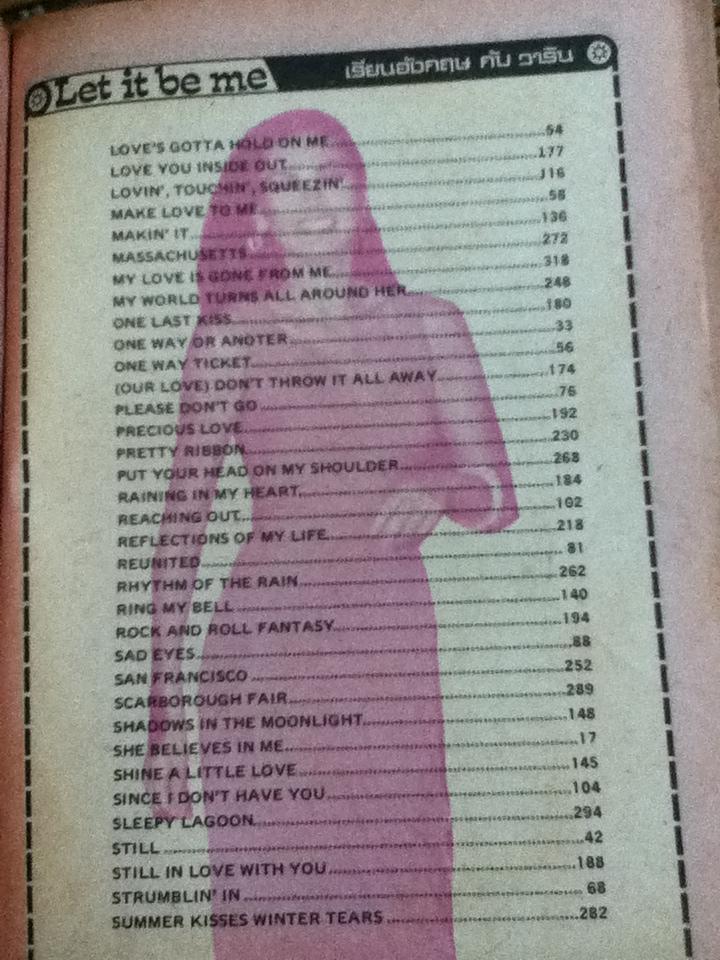 Let it be me
เรียนอังกฤษ กับ วาริน
LOVE'S GOTTA HOLD ON ME 54
LOVE YOU INSIDE OUT 177
LOVIN', TOUCHIN', SQUEEZIN' 116
MAKE LOVE TO ME 58
MAKIN' IT 136
MASSACHUSETTS 272
MY LOVE IS GONE FROM ME 318
MY WORLD TURNS ALL AROUND HER 248
ONE LAST KISS 180
ONE WAY OR ANOTER 33
ONE WAY TICKET 56
(OUR LOVE) DON'T THROW IT ALL AWAY 174
PLEASE DON'T GO 76
PRECIOUS LOVE 192
PRETTY RIBBON 230
PUT YOUR HEAD ON MY SHOULDER 268
RAINING IN MY HEART 184
REACHING OUT 102
REFLECTIONS OF MY LIFE 218
REUNITED 81
RHYTHM OF THE RAIN 262
RING MY BELL 140
ROCK AND ROLL FANTASY 194
SAD EYES 88
SAN FRANCISCO 252
SCARBOROUGH FAIR 289
SHADOWS IN THE MOONLIGHT 148
SHE BELIEVES IN ME 17
SHINE A LITTLE LOVE 145
SINCE I DON'T HAVE YOU 104
SLEEPY LAGOON 294
STILL 42
STILL IN LOVE WITH YOU 188
STRUMBLIN' IN 68
SUMMER KISSES WINTER TEARS 282